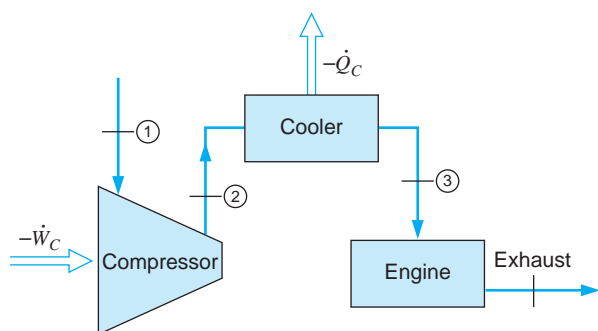 −Q̇C
Cooler
1
2
3
−ẆC
Compressor
Engine
Exhaust